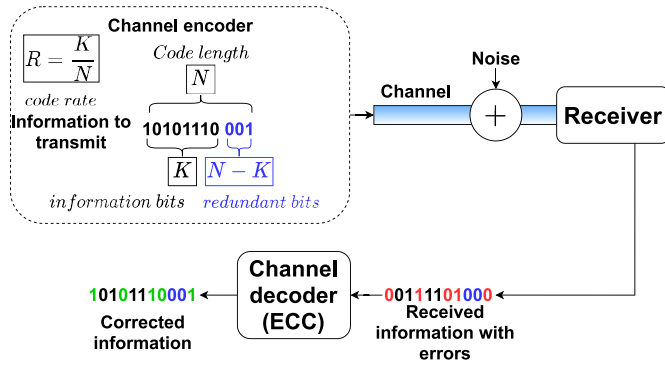 Channel encoder
R = K/N
code rate
Code length
N
Information to
transmit
10101110 001
K
N − K
information bits
redundant bits
Noise
Channel
+
Receiver
Channel
decoder
(ECC)
10101110001
Corrected
information
00111101000
Received
information with
errors